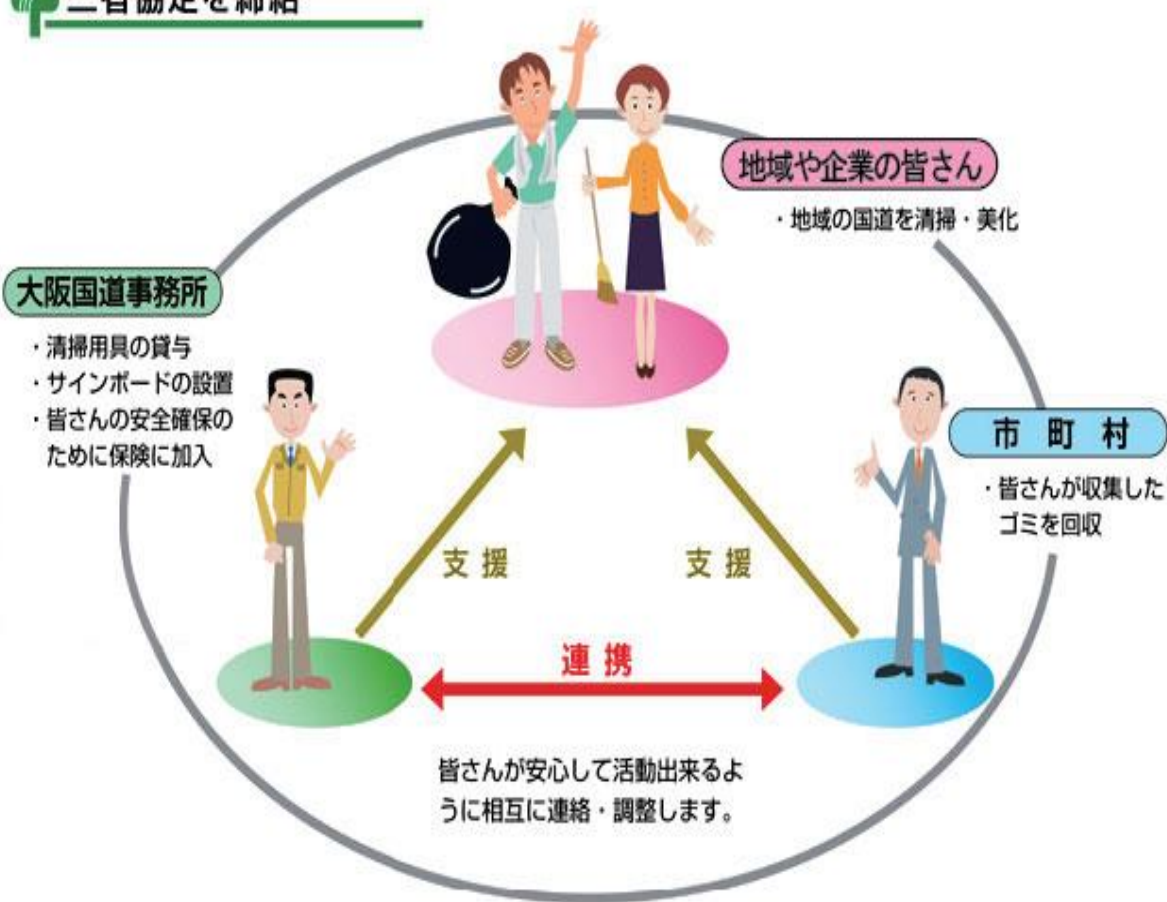 三者協定を締結
地域や企業の皆さん
・地域の国道を清掃・美化
大阪国道事務所
・清掃用具の貸与
・サインボードの設置
・皆さんの安全確保の
ために保険に加入
市町村
・皆さんが収集した
ゴミを回収
支援
支援
連携
皆さんが安心して活動出来るよ
うに相互に連絡・調整します。